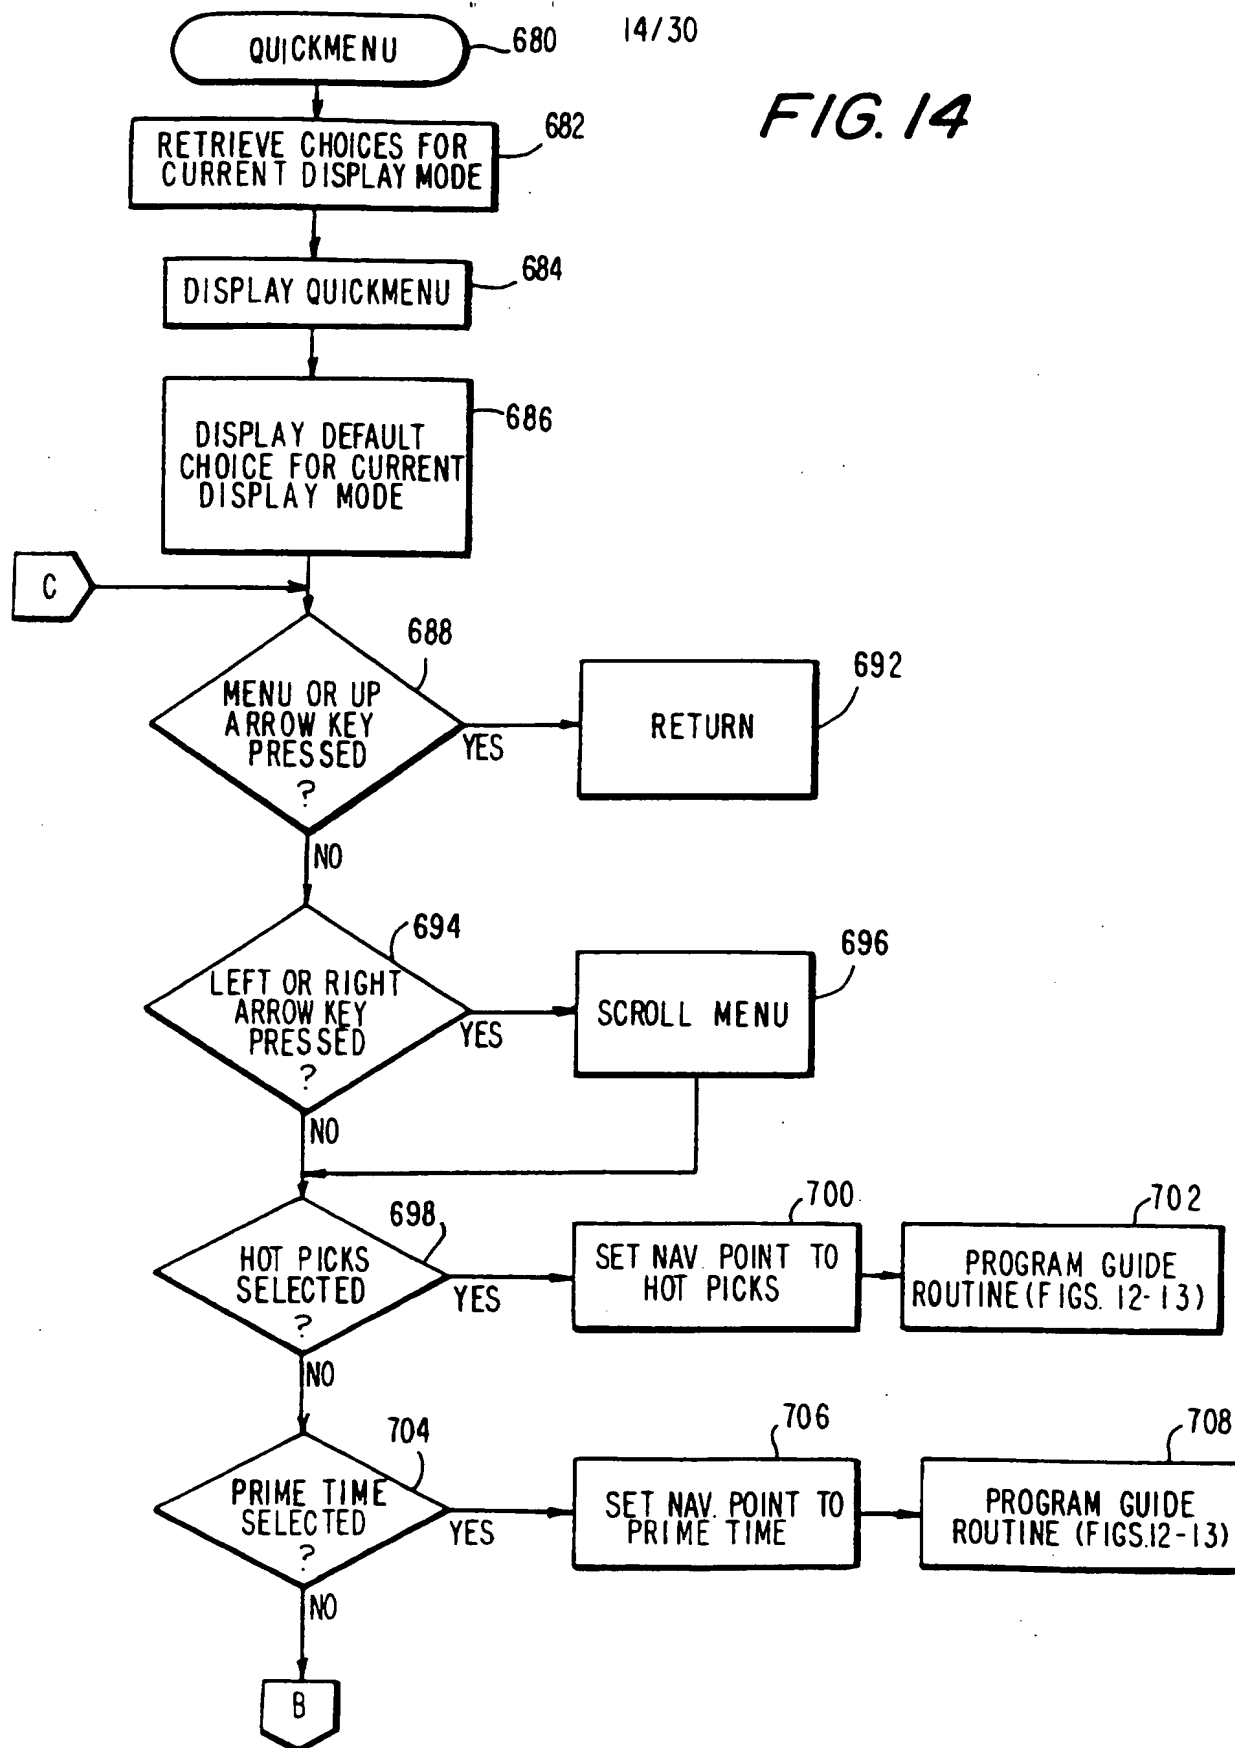 14/30
FIG. 14
QUICKMENU
680
RETRIEVE CHOICES FOR
CURRENT DISPLAY MODE
682
DISPLAY QUICKMENU
684
DISPLAY DEFAULT
CHOICE FOR CURRENT
DISPLAY MODE
686
C
688
MENU OR UP
ARROW KEY
PRESSED
?
YES
NO
692
RETURN
694
LEFT OR RIGHT
ARROW KEY
PRESSED
?
YES
NO
696
SCROLL MENU
698
HOT PICKS
SELECTED
?
YES
NO
700
SET NAV. POINT TO
HOT PICKS
702
PROGRAM GUIDE
ROUTINE (FIGS. 12-13)
704
PRIME TIME
SELECTED
?
YES
NO
706
SET NAV. POINT TO
PRIME TIME
708
PROGRAM GUIDE
ROUTINE (FIGS.12-13)
B